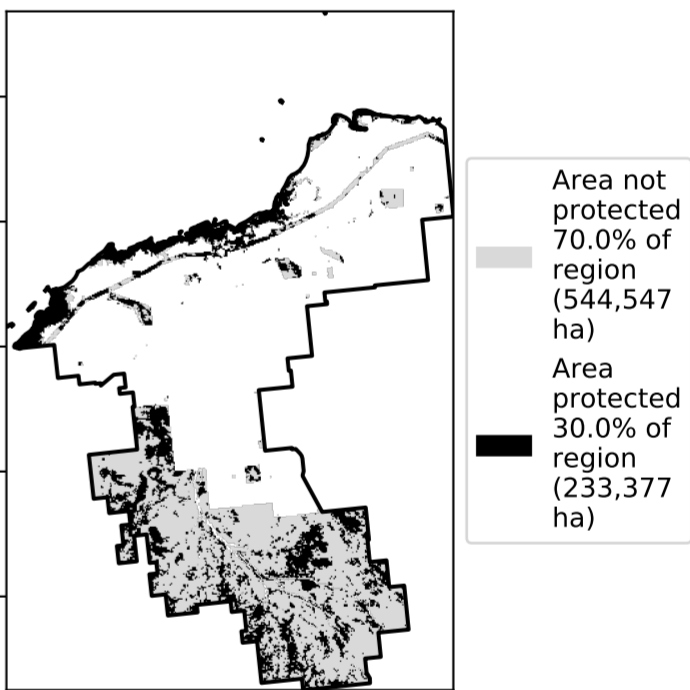 Area not
protected
70.0% of
region
(544,547
ha)
Area
protected
30.0% of
region
(233,377
ha)